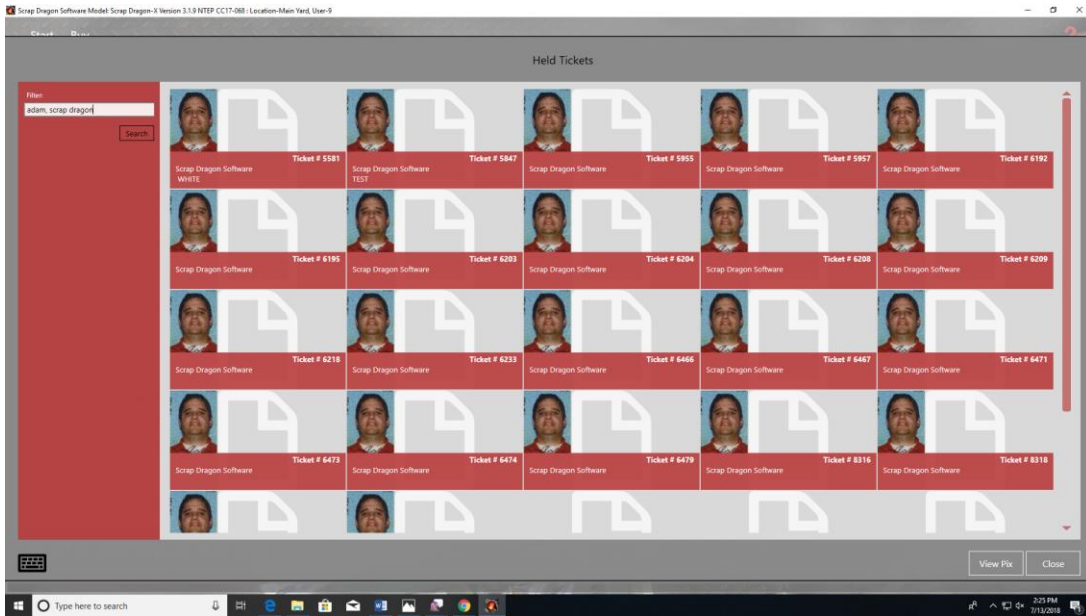 Scrap Dragon Software Model: Scrap Dragon-X Version 3.1.9 NTEP CC17-068 : Location-Main Yard, User-9
Start Buy
Held Tickets
Filter:
adam, scrap dragon
Search
Ticket # 5581
Scrap Dragon Software
WHITE
Ticket # 5847
Scrap Dragon Software
TEST
Ticket # 5955
Scrap Dragon Software
Ticket # 5957
Scrap Dragon Software
Ticket # 6192
Scrap Dragon Software
Ticket # 6195
Scrap Dragon Software
Ticket # 6203
Scrap Dragon Software
Ticket # 6204
Scrap Dragon Software
Ticket # 6208
Scrap Dragon Software
Ticket # 6209
Scrap Dragon Software
Ticket # 6218
Scrap Dragon Software
Ticket # 6233
Scrap Dragon Software
Ticket # 6466
Scrap Dragon Software
Ticket # 6467
Scrap Dragon Software
Ticket # 6471
Scrap Dragon Software
Ticket # 6473
Scrap Dragon Software
Ticket # 6474
Scrap Dragon Software
Ticket # 6479
Scrap Dragon Software
Ticket # 8316
Scrap Dragon Software
Ticket # 8318
Scrap Dragon Software
View Pix
Close
Type here to search
2:25 PM
7/13/2018